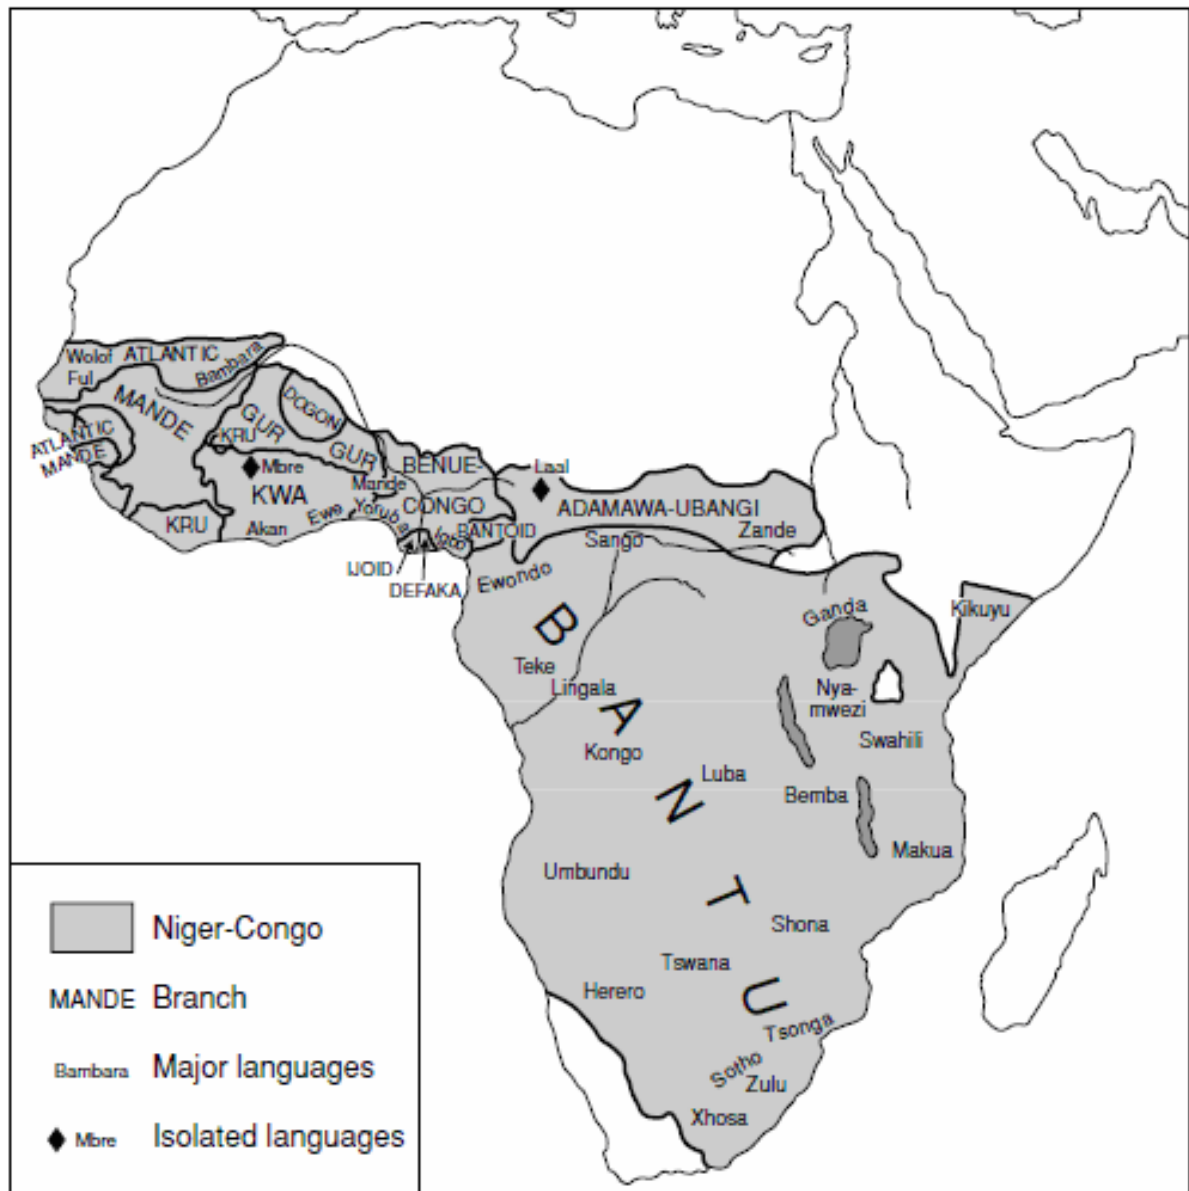 Wolof ATLANTIC
Ful
Bambara
MANDE
ATLANTIC
MANDE
KRU
GUR
DOGON
GUR
KRU
Mbre
KWA
Akan
Ewe
Mande
Yoruba
BENUE-
CONGO
Igbo
BANTOID
IJOID
DEFAKA
Laal
ADAMAWA-UBANGI
Zande
Sango
Ewondo
BANTU
Ganda
Kikuyu
Teke
Lingala
Nya-
mwezi
Swahili
Kongo
Luba
Bemba
Makua
Umbundu
Shona
Tswana
Herero
Tsonga
Sotho
Zulu
Xhosa
Niger-Congo
MANDE Branch
Bambara Major languages
Mbre Isolated languages